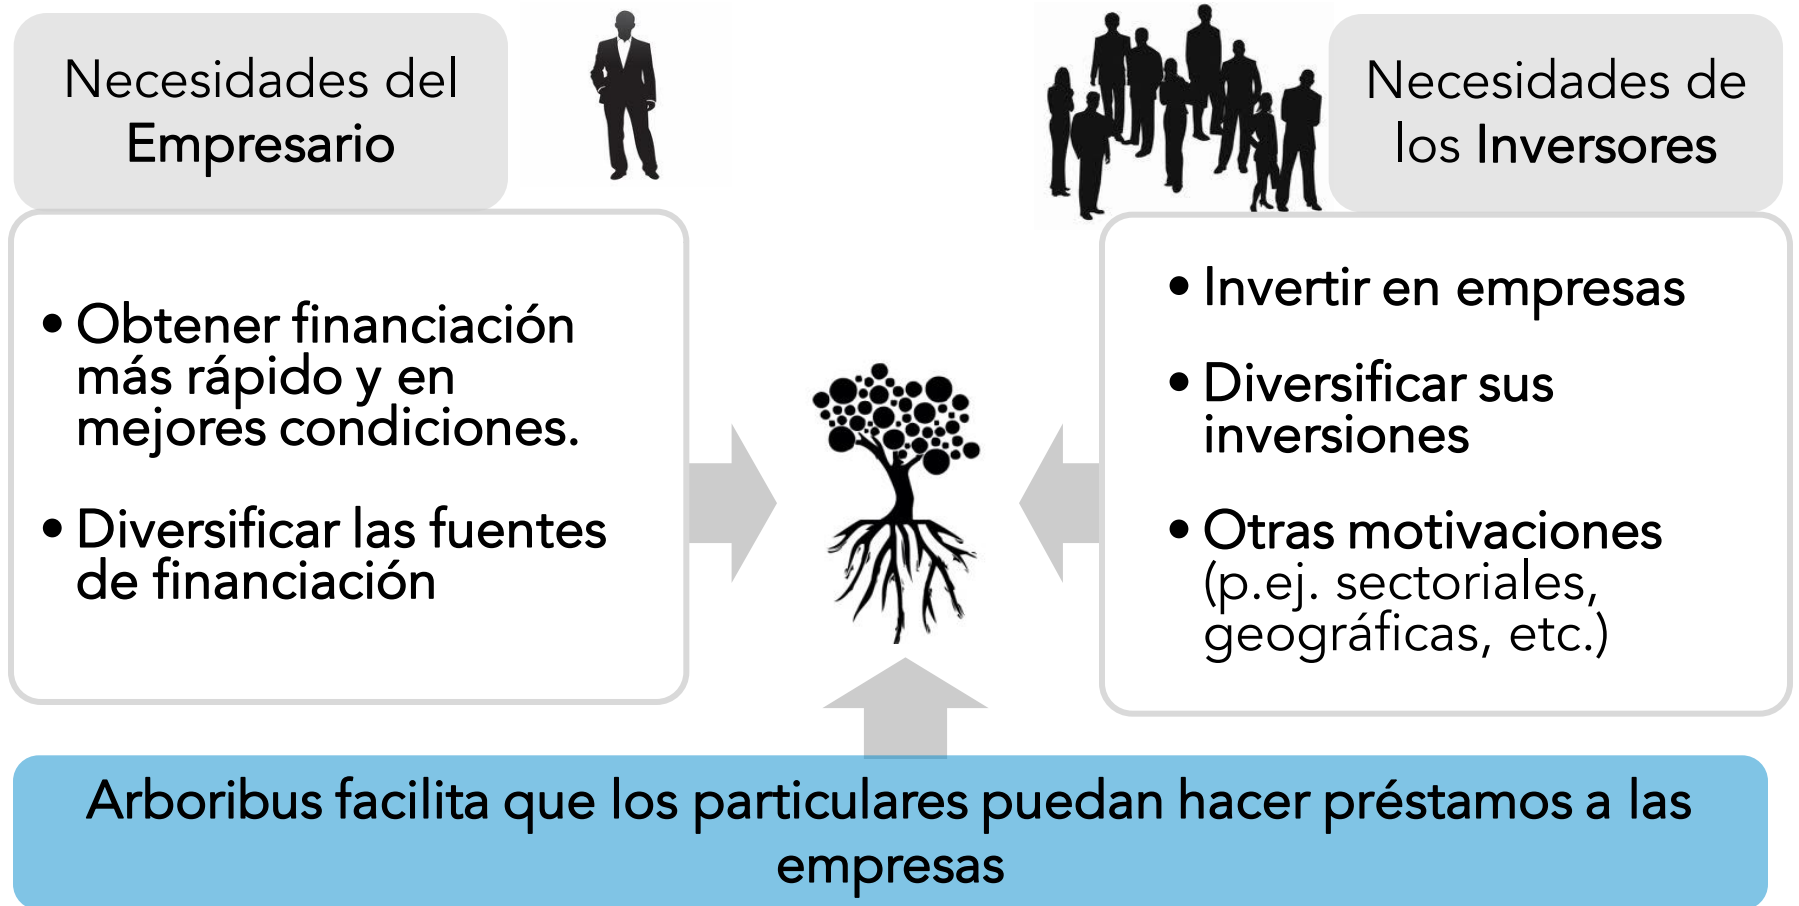 Necesidades del
Empresario
• Obtener financiación
más rápido y en
mejores condiciones.
• Diversificar las fuentes
de financiación
Necesidades de
los Inversores
• Invertir en empresas
• Diversificar sus
inversiones
• Otras motivaciones
(p.ej. sectoriales,
geográficas, etc.)
Arboribus facilita que los particulares puedan hacer préstamos a las
empresas